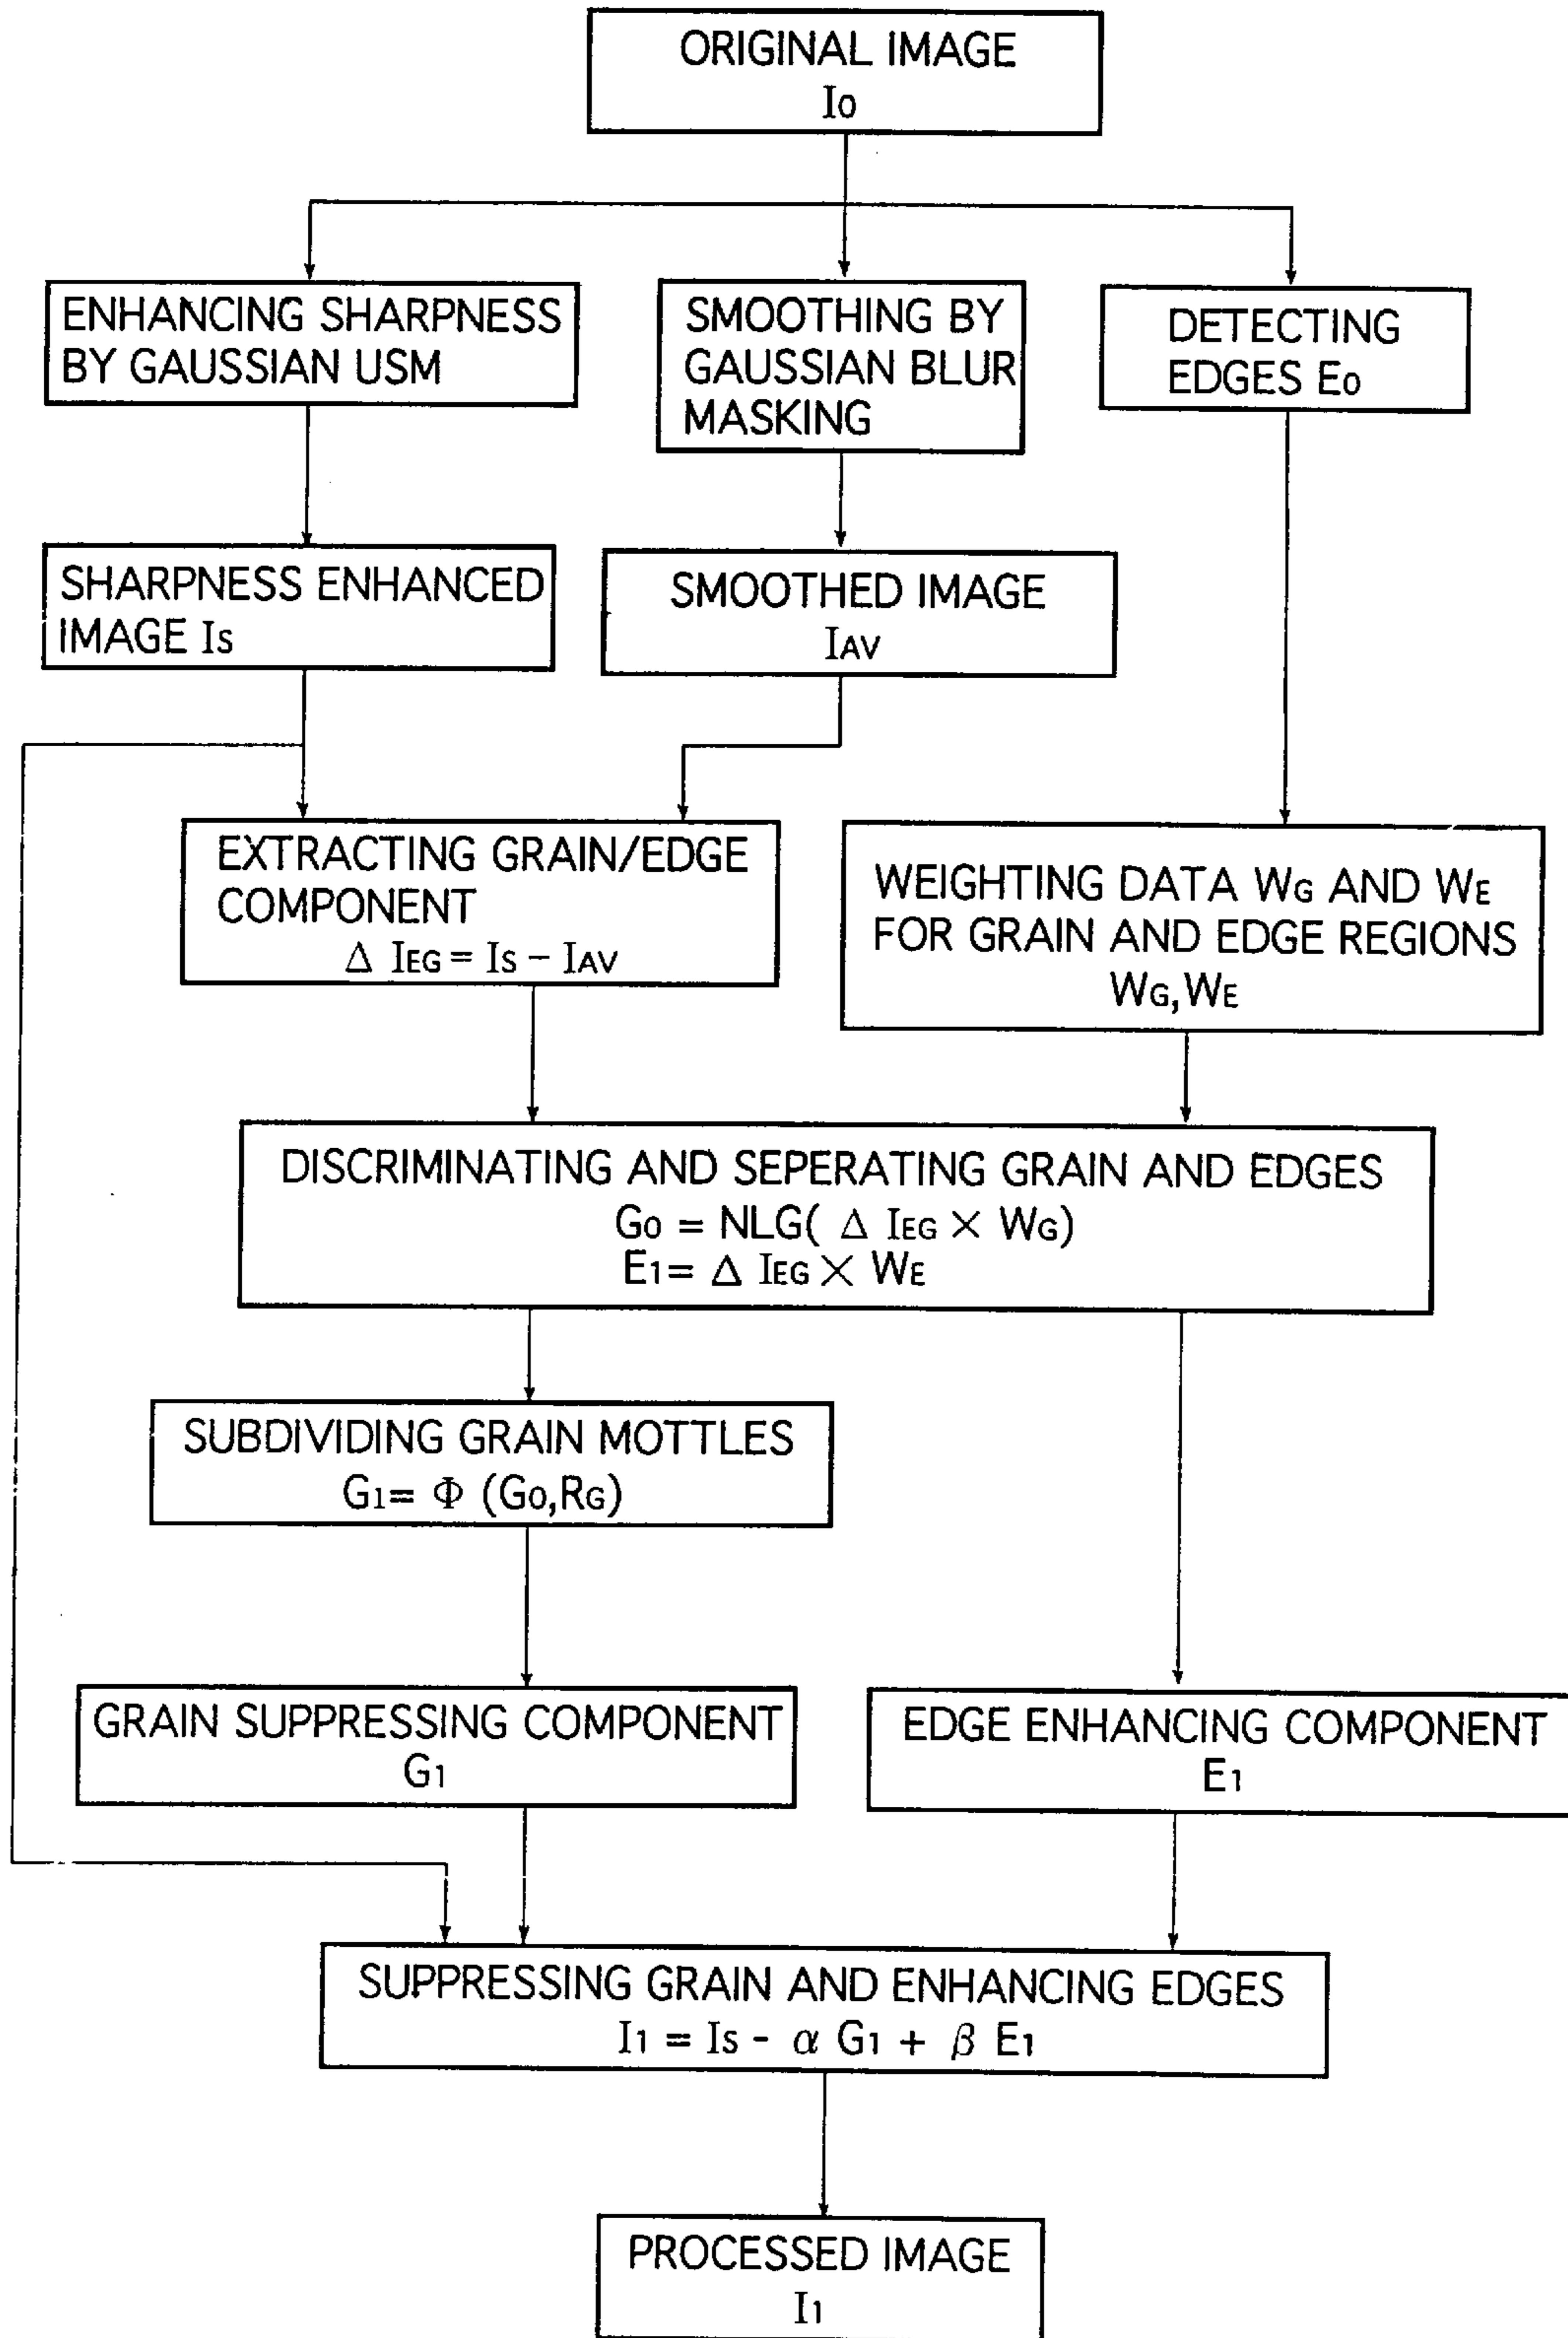 ORIGINAL IMAGE
I0
ENHANCING SHARPNESS
BY GAUSSIAN USM
SMOOTHING BY
GAUSSIAN BLUR
MASKING
DETECTING
EDGES E0
SHARPNESS ENHANCED
IMAGE IS
SMOOTHED IMAGE
IAV
EXTRACTING GRAIN/EDGE
COMPONENT
Δ IEG = IS − IAV
WEIGHTING DATA WG AND WE
FOR GRAIN AND EDGE REGIONS
WG,WE
DISCRIMINATING AND SEPERATING GRAIN AND EDGES
G0 = NLG( Δ IEG × WG)
E1= Δ IEG × WE
SUBDIVIDING GRAIN MOTTLES
G1= Φ (G0,RG)
GRAIN SUPPRESSING COMPONENT
G1
EDGE ENHANCING COMPONENT
E1
SUPPRESSING GRAIN AND ENHANCING EDGES
I1 = IS - α G1 + β E1
PROCESSED IMAGE
I1